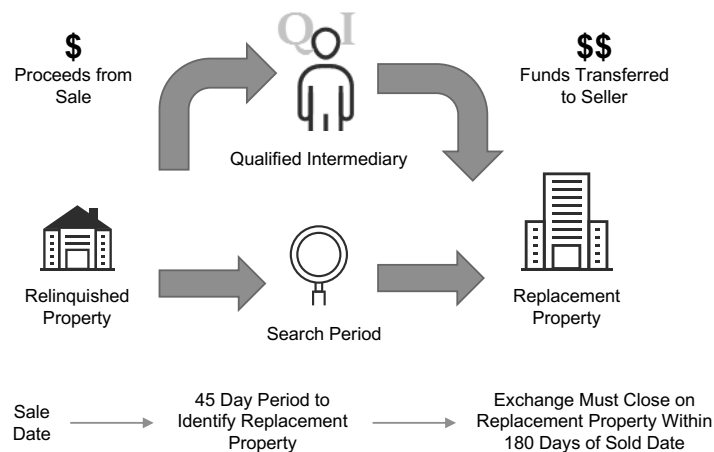 QI
$
Proceeds from
Sale
$$
Funds Transferred
to Seller
Qualified Intermediary
Relinquished
Property
Search Period
Replacement
Property
Sale
Date
45 Day Period to
Identify Replacement
Property
Exchange Must Close on
Replacement Property Within
180 Days of Sold Date